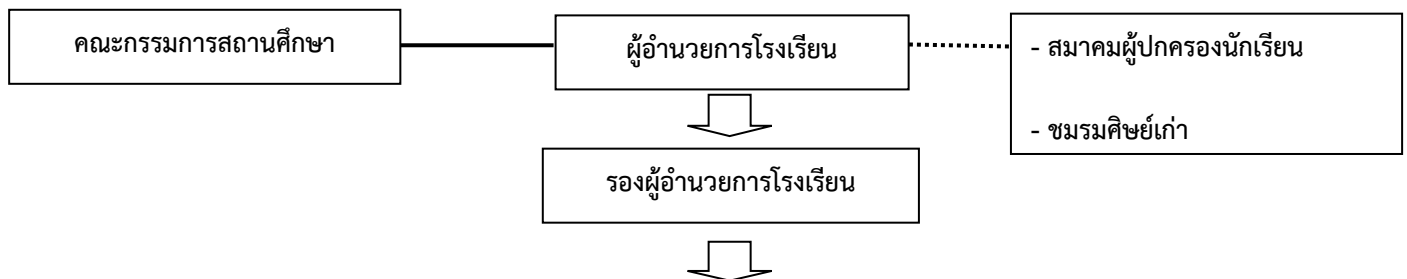 คณะกรรมการสถานศึกษา
ผู้อำนวยการโรงเรียน
- สมาคมผู้ปกครองนักเรียน
- ชมรมศิษย์เก่า
รองผู้อำนวยการโรงเรียน